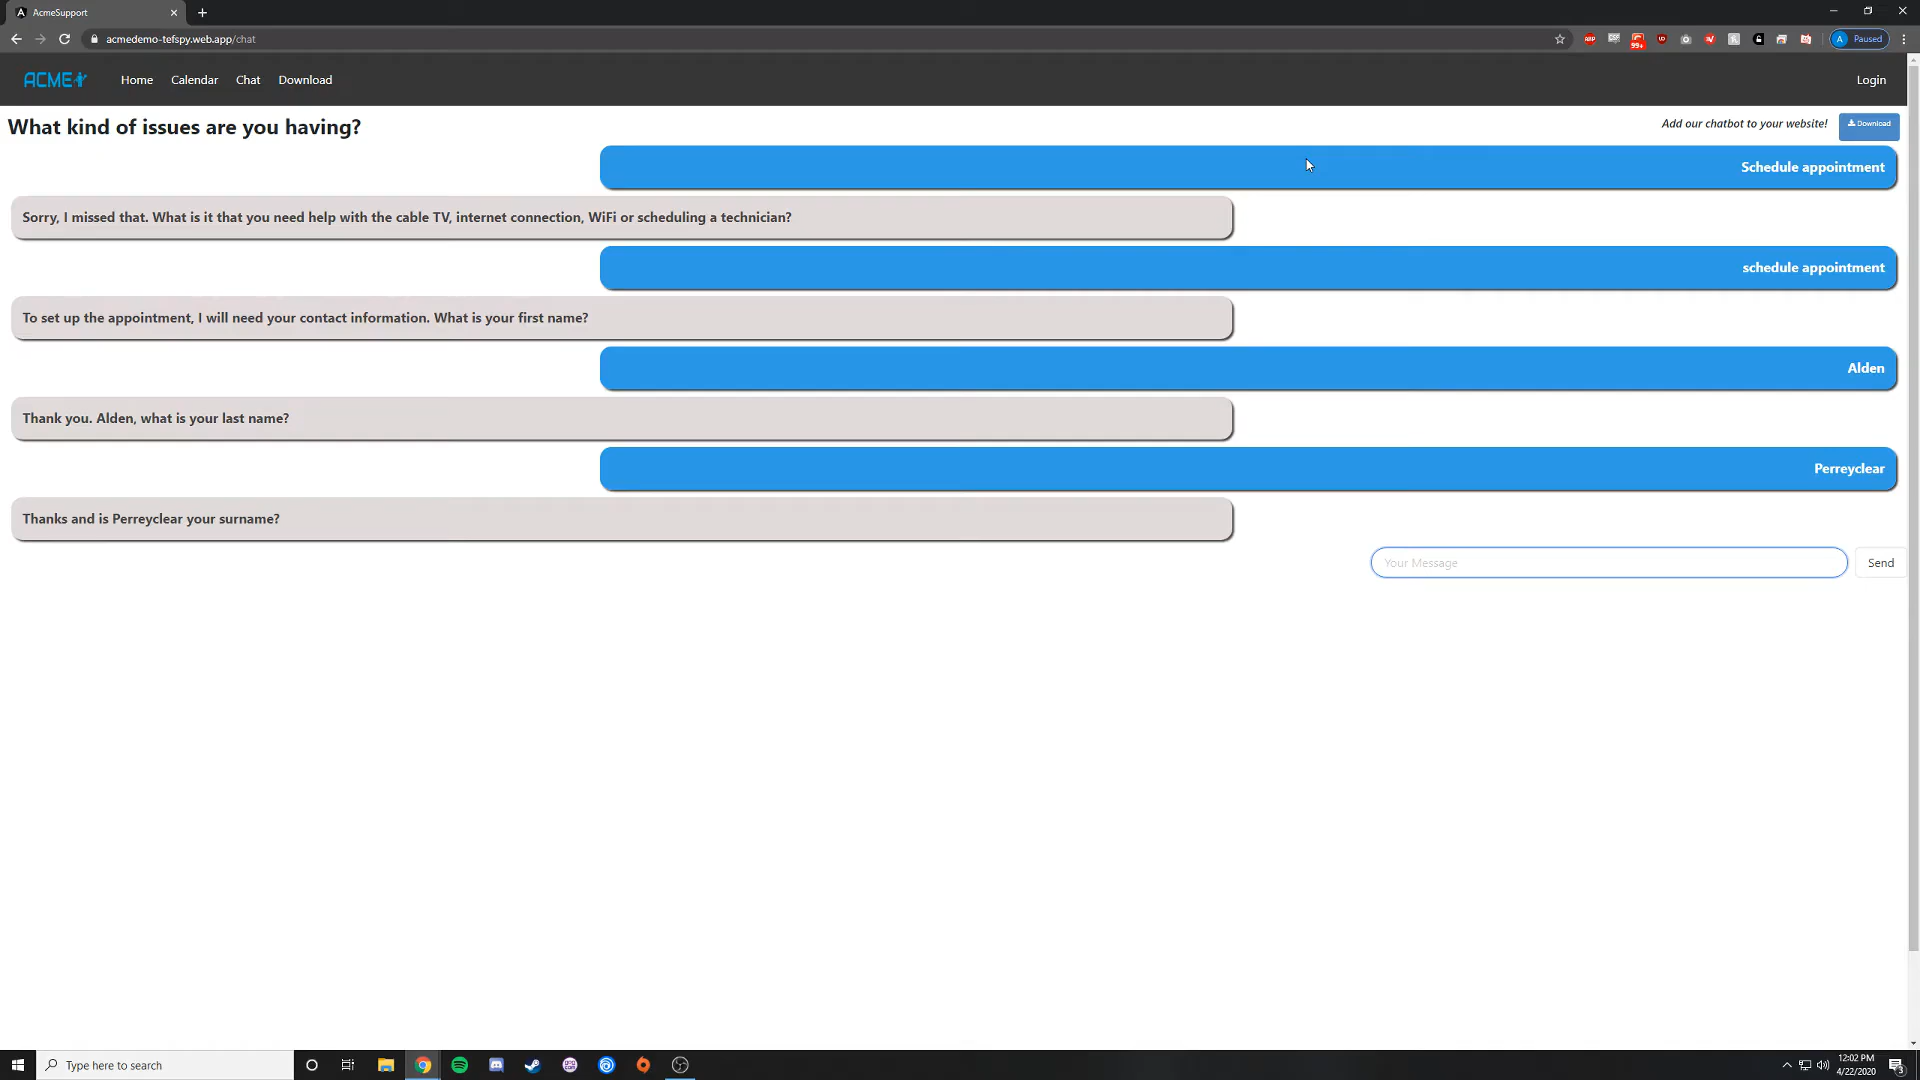 AcmeSupport
acmedemo-tefspy.web.app/chat
99+
A Paused
ACME
Home
Calendar
Chat
Download
Login
What kind of issues are you having?
Add our chatbot to your website!
Download
Schedule appointment
Sorry, I missed that. What is it that you need help with the cable TV, internet connection, WiFi or scheduling a technician?
schedule appointment
To set up the appointment, I will need your contact information. What is your first name?
Alden
Thank you. Alden, what is your last name?
Perreyclear
Thanks and is Perreyclear your surname?
Your Message
Send
Type here to search
12:02 PM
4/22/2020
3